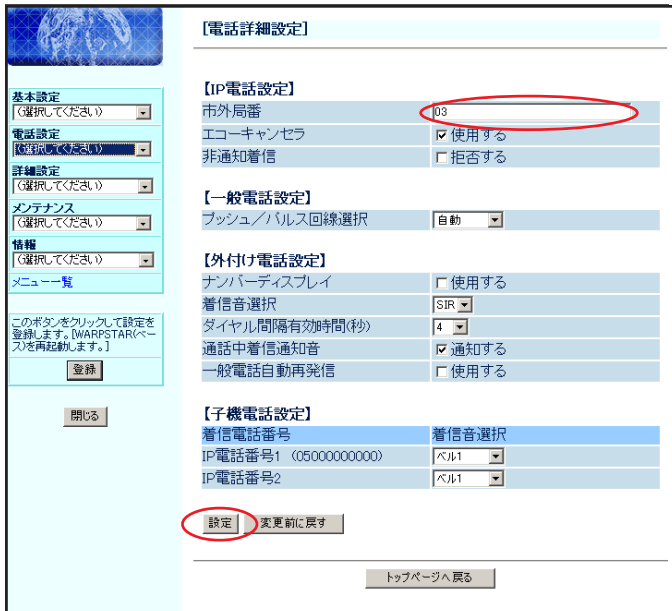 基本設定
(選択してください)
電話設定
(選択してください)
詳細設定
(選択してください)
メンテナンス
(選択してください)
情報
(選択してください)
メニュー一覧
このボタンをクリックして設定を
登録します。[WARPSTAR(ベー
ス)を再起動します。]
登録
閉じる
[電話詳細設定]
【IP電話設定】
市外局番 03
エコーキャンセラ 使用する
非通知着信 拒否する
【一般電話設定】
プッシュ／パルス回線選択 自動
【外付け電話設定】
ナンバーディスプレイ 使用する
着信音選択 SIR
ダイヤル間隔有効時間(秒) 4
通話中着信通知音 通知する
一般電話自動再発信 使用する
【子機電話設定】
着信電話番号 着信音選択
IP電話番号1 (05000000000) ベル1
IP電話番号2 ベル1
設定 変更前に戻す
トップページへ戻る